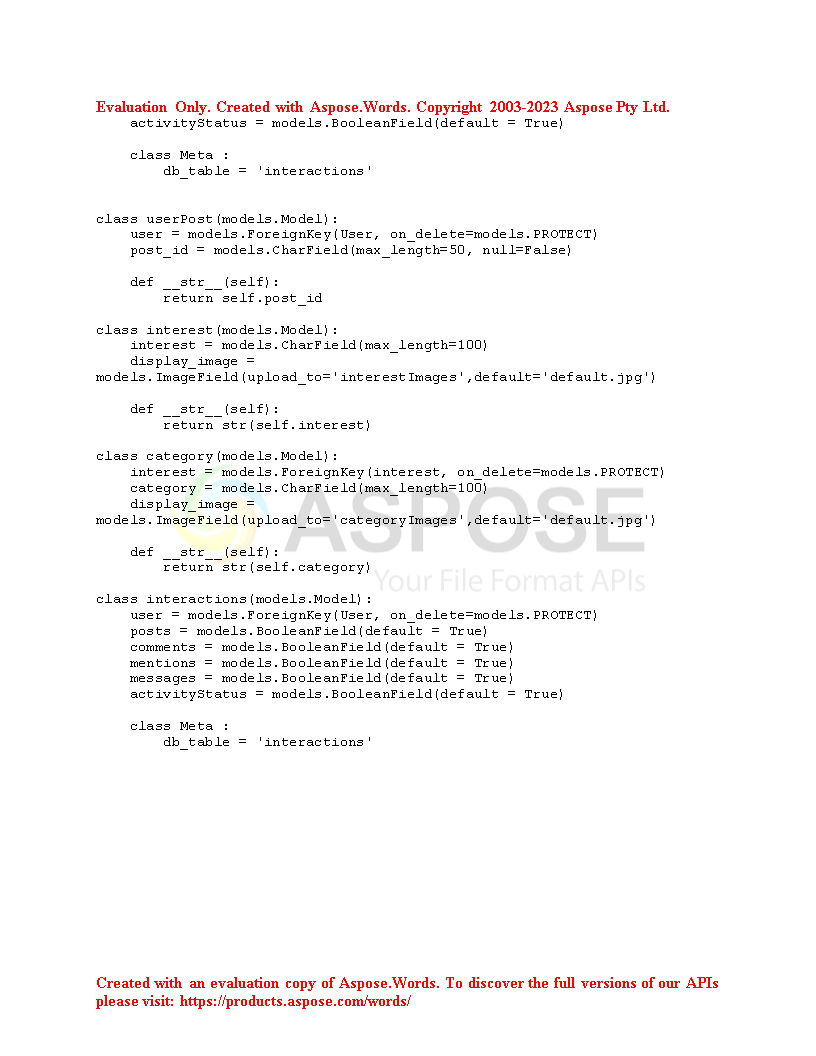 Evaluation Only. Created with Aspose.Words. Copyright 2003-2023 Aspose Pty Ltd.
    activityStatus = models.BooleanField(default = True)

    class Meta :
        db_table = 'interactions'


class userPost(models.Model):
    user = models.ForeignKey(User, on_delete=models.PROTECT)
    post_id = models.CharField(max_length=50, null=False)

    def __str__(self):
        return self.post_id

class interest(models.Model):
    interest = models.CharField(max_length=100)
    display_image =
models.ImageField(upload_to='interestImages',default='default.jpg')

    def __str__(self):
        return str(self.interest)

class category(models.Model):
    interest = models.ForeignKey(interest, on_delete=models.PROTECT)
    category = models.CharField(max_length=100)
    display_image =
models.ImageField(upload_to='categoryImages',default='default.jpg')
ASPOSE

    def __str__(self):
        return str(self.category)
Your File Format APIs

class interactions(models.Model):
    user = models.ForeignKey(User, on_delete=models.PROTECT)
    posts = models.BooleanField(default = True)
    comments = models.BooleanField(default = True)
    mentions = models.BooleanField(default = True)
    messages = models.BooleanField(default = True)
    activityStatus = models.BooleanField(default = True)

    class Meta :
        db_table = 'interactions'

Created with an evaluation copy of Aspose.Words. To discover the full versions of our APIs
please visit: https://products.aspose.com/words/